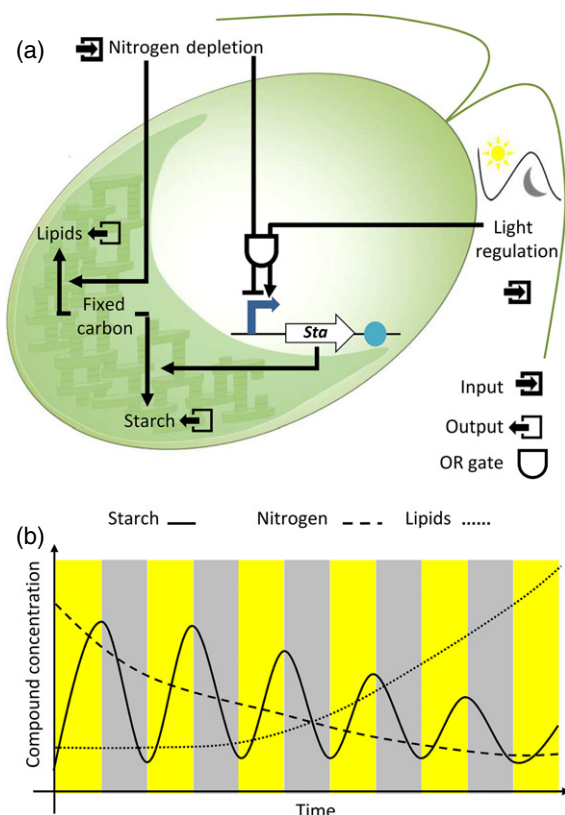 (a)
Nitrogen depletion
Light
regulation
Lipids
Fixed
carbon
Sta
Starch
Input
Output
OR gate
Starch Nitrogen Lipids
(b)
Compound concentration
Time